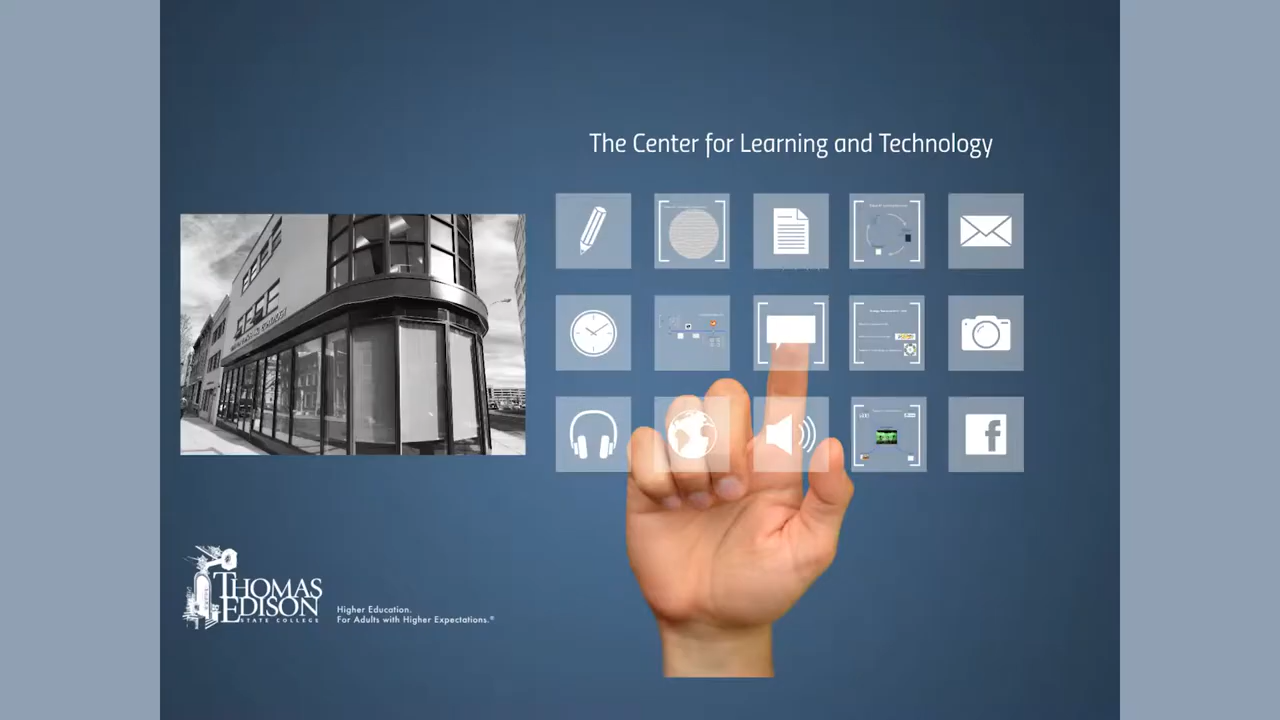 The Center for Learning and Technology
THOMAS
EDISON
STATE COLLEGE
Higher Education.
For Adults with Higher Expectations.®